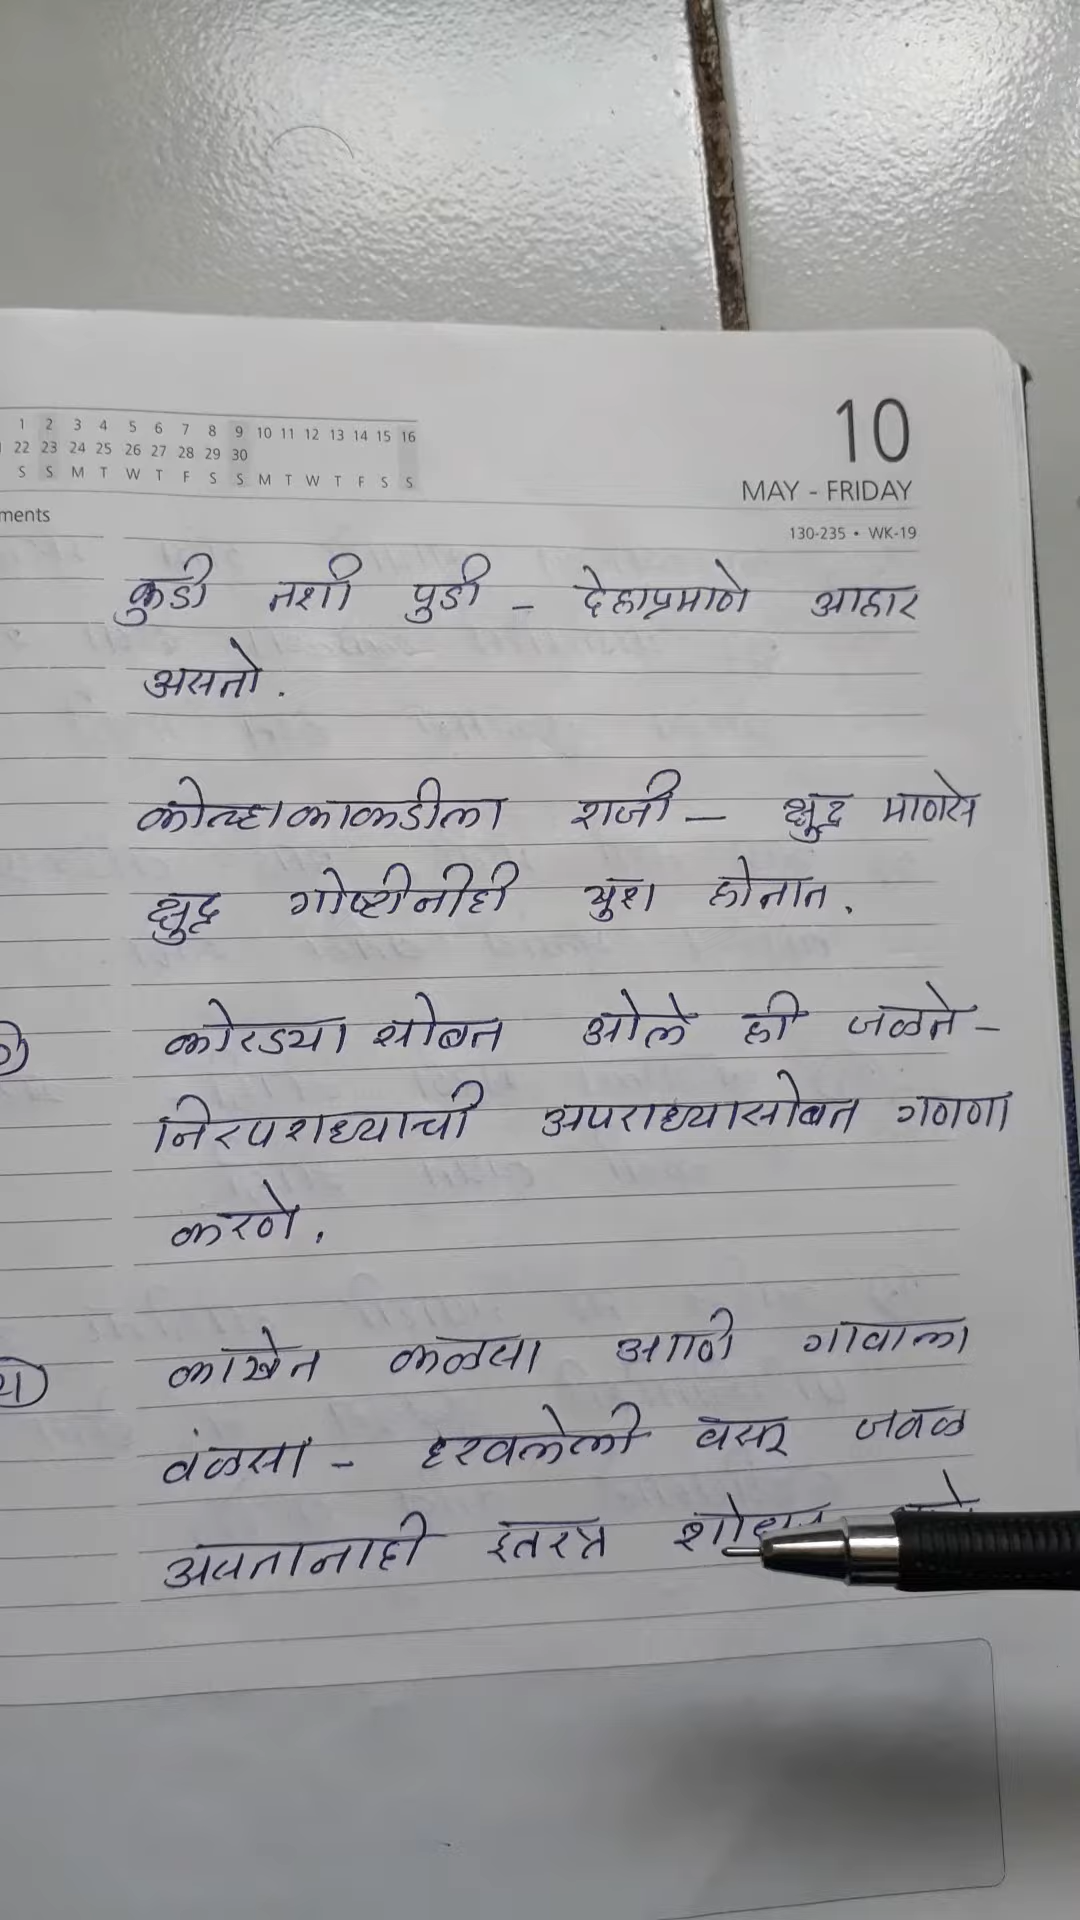 1 2 3 4 5 6 7 8 9 10 11 12 13 14 15 16
22 23 24 25 26 27 28 29 30
S S M T W T F S S M T W T F S S
ments
10
MAY - FRIDAY
130-235 • WK-19
कुडी तशी पुडी - देहाप्रमाणे आहार
असतो.
कोल्हा काकडीला राजी - क्षुद्र माणसे
क्षुद्र गोष्टीनीही खुश होतात.
कोरड्या सोबत ओले ही जळते -
निरपराध्याची अपराध्यासोबत गणणा
करणे.
काखेत कळसा आणि गावाला
वळसा - हरवलेली वस्तू जवळ
असतानाही इतरत्र